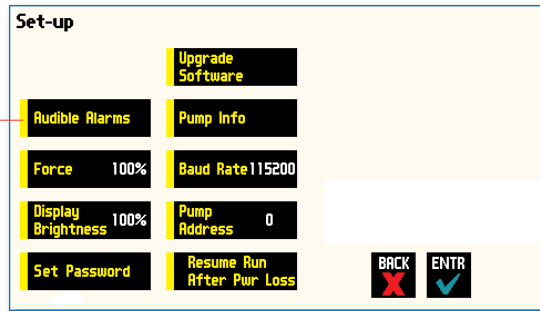 Set-up
Upgrade
Software
Audible Alarms
Pump Info
Force 100%
Baud Rate 115200
Display
Brightness 100%
Pump
Address 0
Set Password
Resume Run
After Pwr Loss
BACK
ENTR